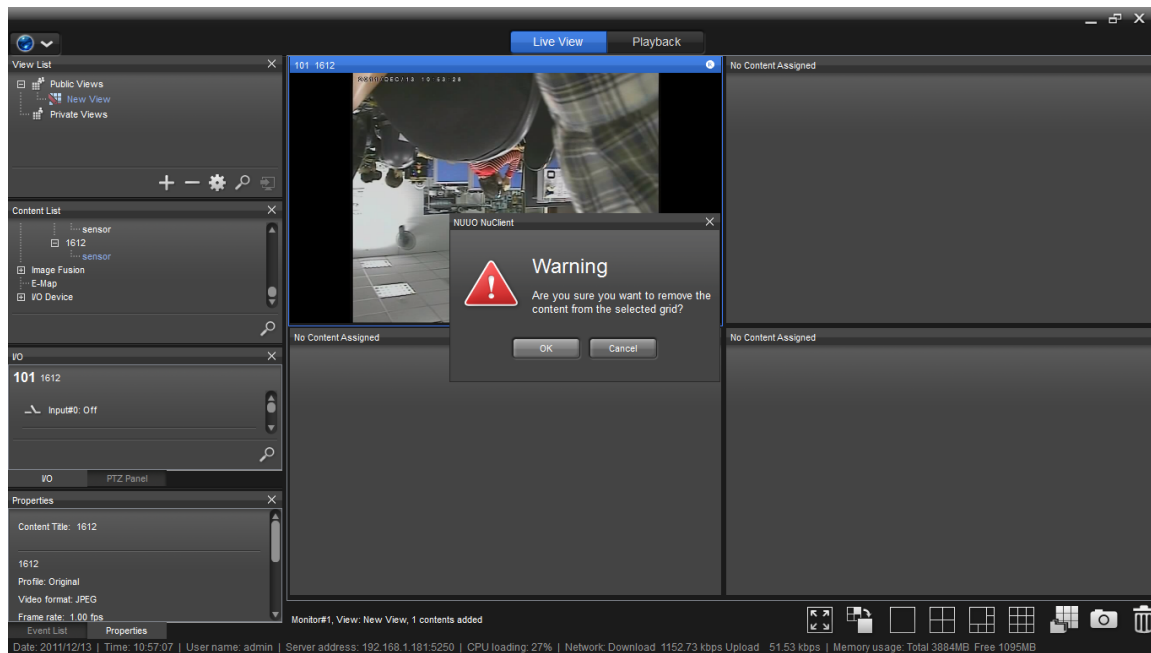 Live View
Playback
View List
Public Views
New View
Private Views
Content List
sensor
1612
sensor
Image Fusion
E-Map
I/O Device
I/O
101 1612
Input#0: Off
I/O
PTZ Panel
Properties
Content Title: 1612
1612
Profile: Original
Video format: JPEG
Frame rate: 1.00 fps
Event List
Properties
101 1612
No Content Assigned
NUUO NuClient
Warning
Are you sure you want to remove the
content from the selected grid?
OK
Cancel
No Content Assigned
No Content Assigned
Monitor#1, View: New View, 1 contents added
Date: 2011/12/13 | Time: 10:57:07 | User name: admin | Server address: 192.168.1.181:5250 | CPU loading: 27% | Network: Download 1152.73 kbps Upload 51.53 kbps | Memory usage: Total 3884MB Free 1095MB